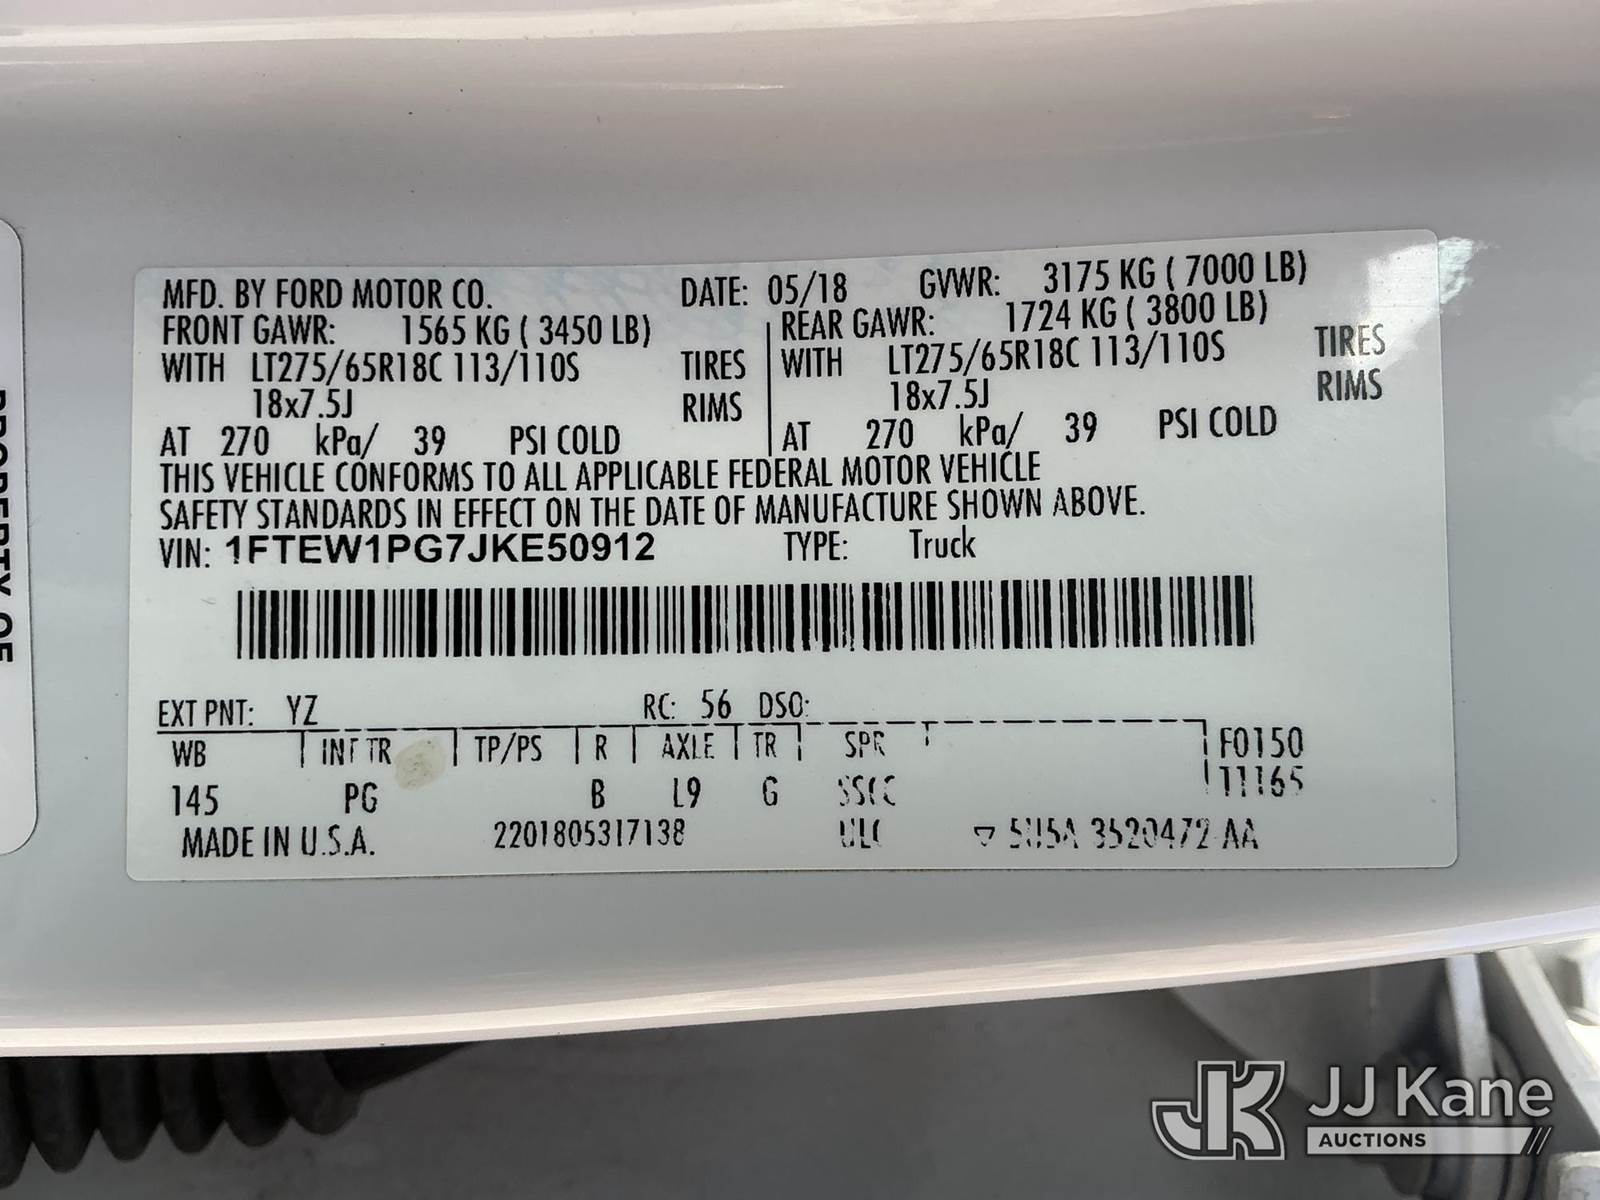 PROPERTY OF
MFD. BY FORD MOTOR CO. DATE: 05/18 GVWR: 3175 KG ( 7000 LB)
FRONT GAWR: 1565 KG ( 3450 LB) REAR GAWR: 1724 KG ( 3800 LB)
WITH LT275/65R18C 113/110S TIRES WITH LT275/65R18C 113/110S TIRES
18x7.5J RIMS 18x7.5J RIMS
AT 270 kPa/ 39 PSI COLD AT 270 kPa/ 39 PSI COLD
THIS VEHICLE CONFORMS TO ALL APPLICABLE FEDERAL MOTOR VEHICLE
SAFETY STANDARDS IN EFFECT ON THE DATE OF MANUFACTURE SHOWN ABOVE.
VIN: 1FTEW1PG7JKE50912 TYPE: Truck
EXT PNT: YZ RC: 56 DSO:
WB INT TR TP/PS R AXLE TR SPR F0150
145 PG B L9 G T1165
MADE IN U.S.A. 2201805317138 3520472 AA
JK JJ Kane
AUCTIONS